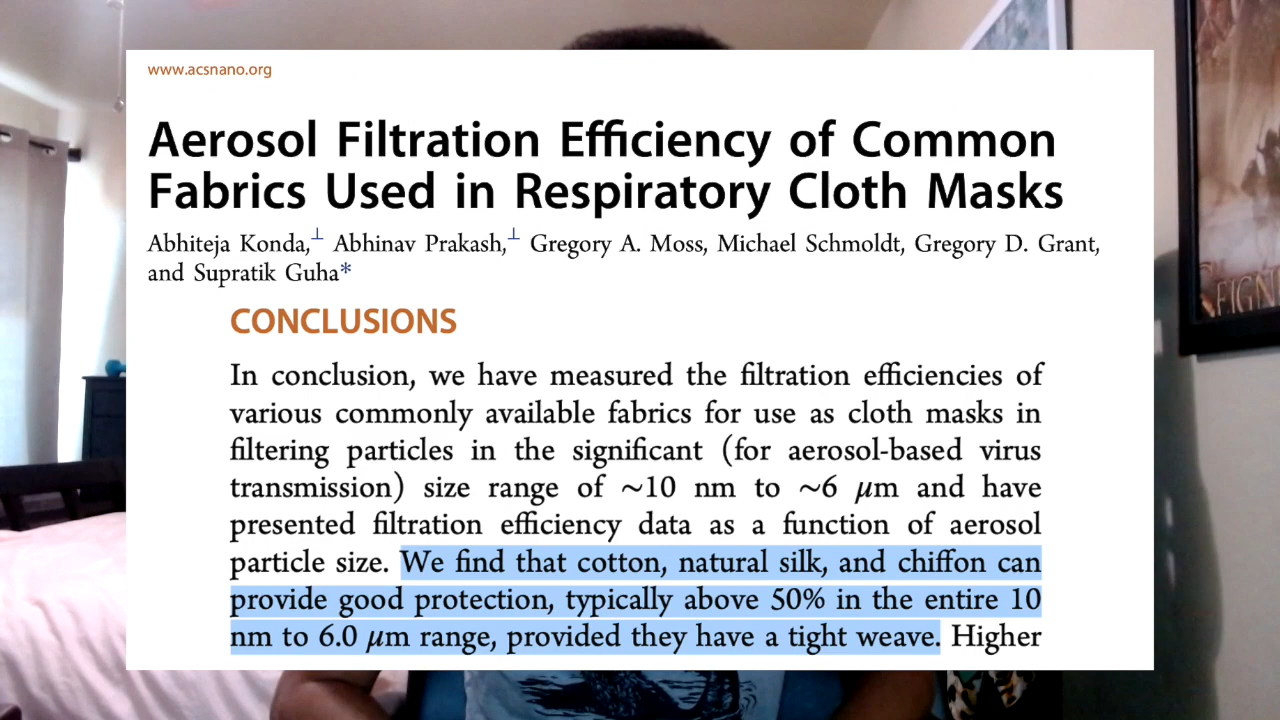 www.acsnano.org
Aerosol Filtration Efficiency of Common
Fabrics Used in Respiratory Cloth Masks
Abhiteja Konda,⊥ Abhinav Prakash,⊥ Gregory A. Moss, Michael Schmoldt, Gregory D. Grant,
and Supratik Guha*
CONCLUSIONS
In conclusion, we have measured the filtration efficiencies of
various commonly available fabrics for use as cloth masks in
filtering particles in the significant (for aerosol-based virus
transmission) size range of ~10 nm to ~6 μm and have
presented filtration efficiency data as a function of aerosol
particle size. We find that cotton, natural silk, and chiffon can
provide good protection, typically above 50% in the entire 10
nm to 6.0 μm range, provided they have a tight weave. Higher